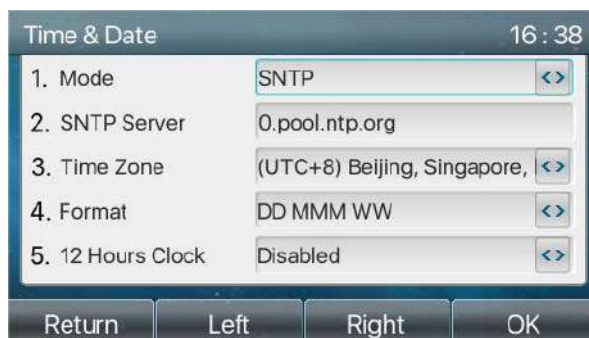 Time & Date 16:38
1. Mode SNTP <>
2. SNTP Server 0.pool.ntp.org
3. Time Zone (UTC+8) Beijing, Singapore, <>
4. Format DD MMM WW <>
5. 12 Hours Clock Disabled <>
Return Left Right OK